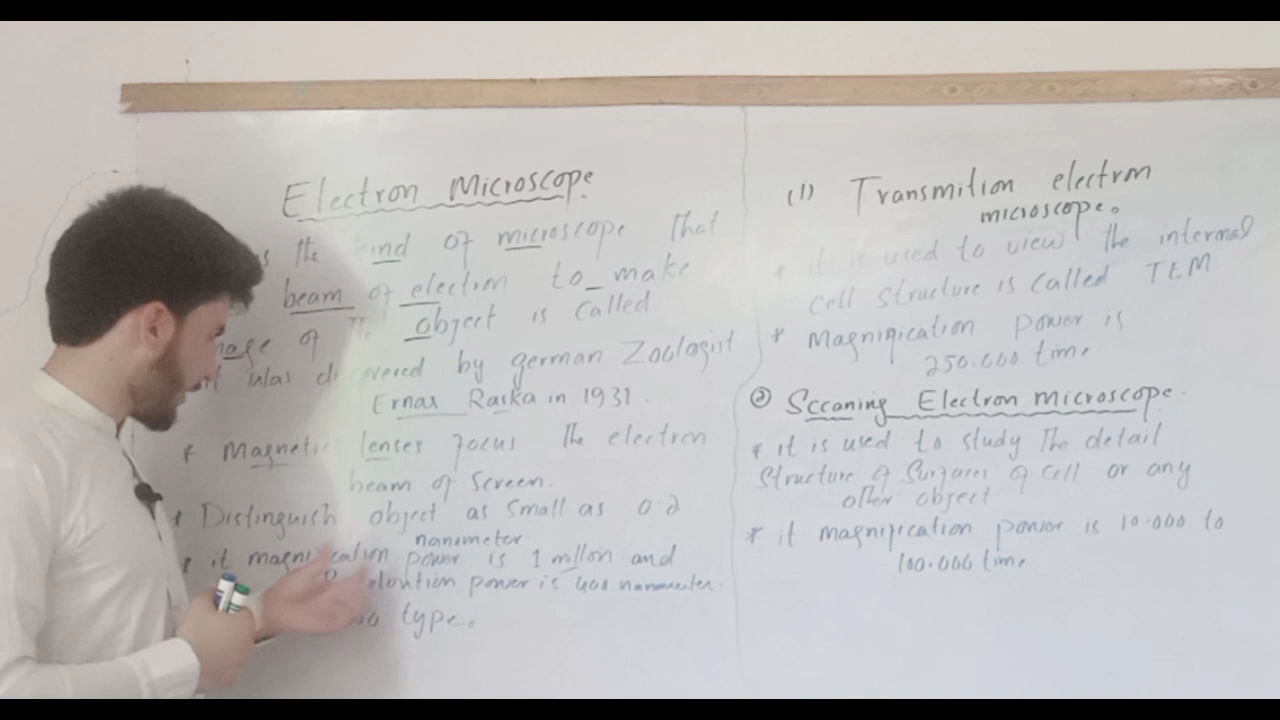 Electron Microscope.
the kind of microscope That
beam of electron to make
of The object is called
it was discovered by german Zoologist
Ernas Raska in 1931.
* Magnetic lenses focus The electron
beam of Screen.
* Distinguish object as small as 0.2
nanometer.
* it magnification power is 1 millon and
power is 400 nanometer.
type.
(1) Transmition electron
microscope.
* it is used to view the internal
cell structure is called TEM
* Magnification power is
250.000 time
② Sccaning Electron microscope.
* it is used to study The detail
Structure of Surfaces of cell or any
other object.
* it magnification power is 10.000 to
100.000 time.